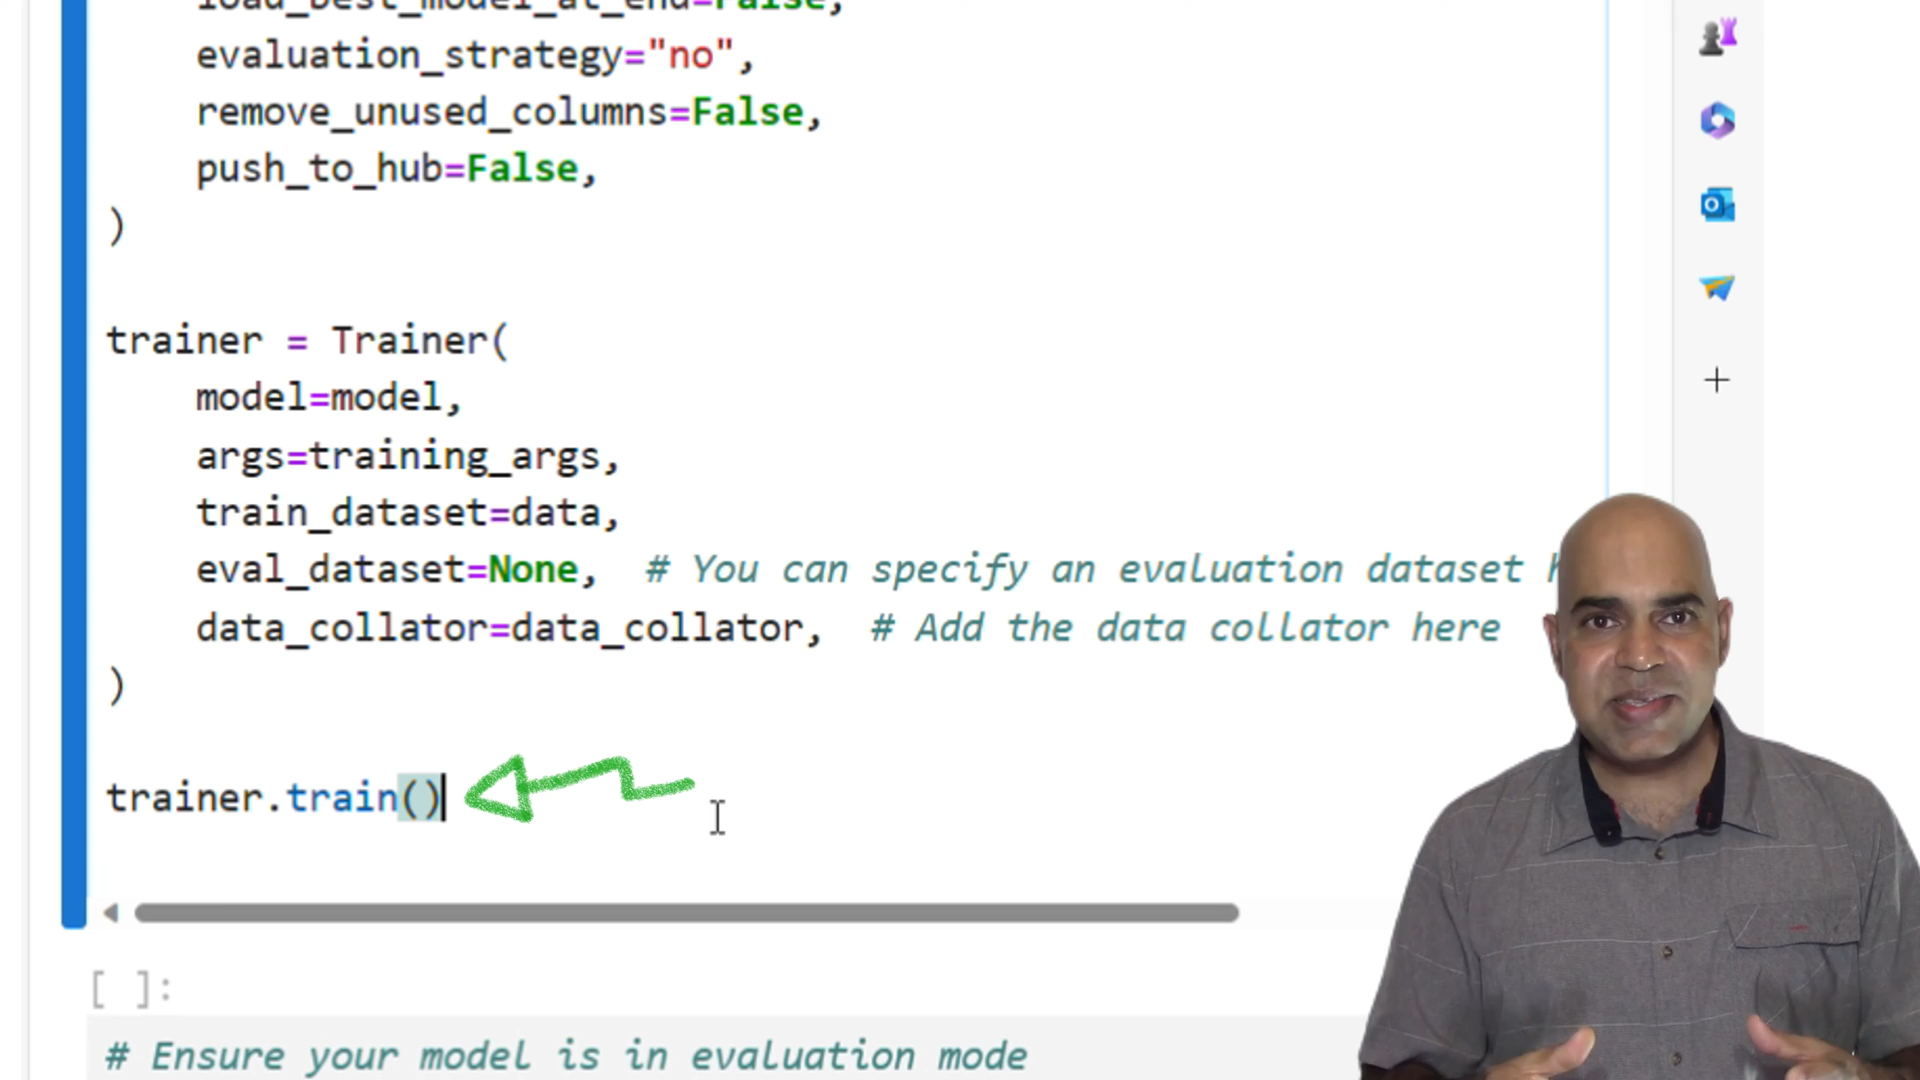 load_best_model_at_end=False,
evaluation_strategy="no",
remove_unused_columns=False,
push_to_hub=False,
)
trainer = Trainer(
model=model,
args=training_args,
train_dataset=data,
eval_dataset=None, # You can specify an evaluation dataset
data_collator=data_collator, # Add the data collator here
)
trainer.train()
[ ]:
# Ensure your model is in evaluation mode